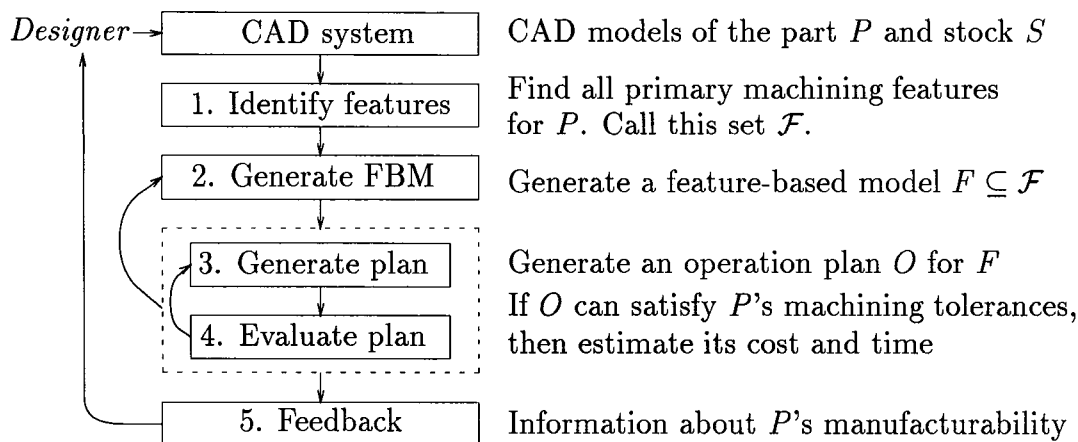 Designer
CAD system
CAD models of the part P and stock S
1. Identify features
Find all primary machining features
for P. Call this set ℱ.
2. Generate FBM
Generate a feature-based model F ⊆ ℱ
3. Generate plan
Generate an operation plan O for F
4. Evaluate plan
If O can satisfy P's machining tolerances,
then estimate its cost and time
5. Feedback
Information about P's manufacturability